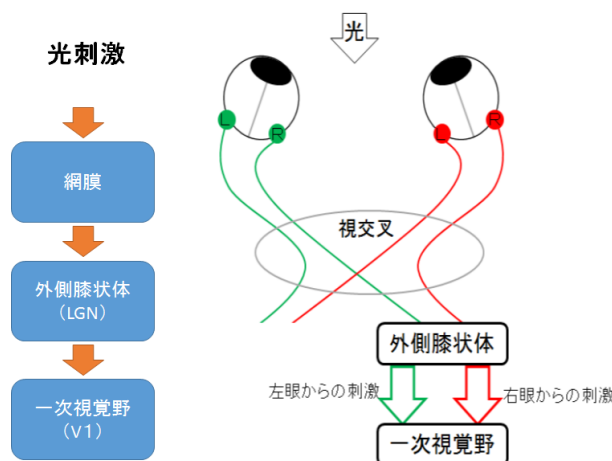 光刺激
網膜
外側膝状体
（LGN）
一次視覚野
（V1）
光
L
R
L
R
視交叉
外側膝状体
左眼からの刺激
右眼からの刺激
一次視覚野